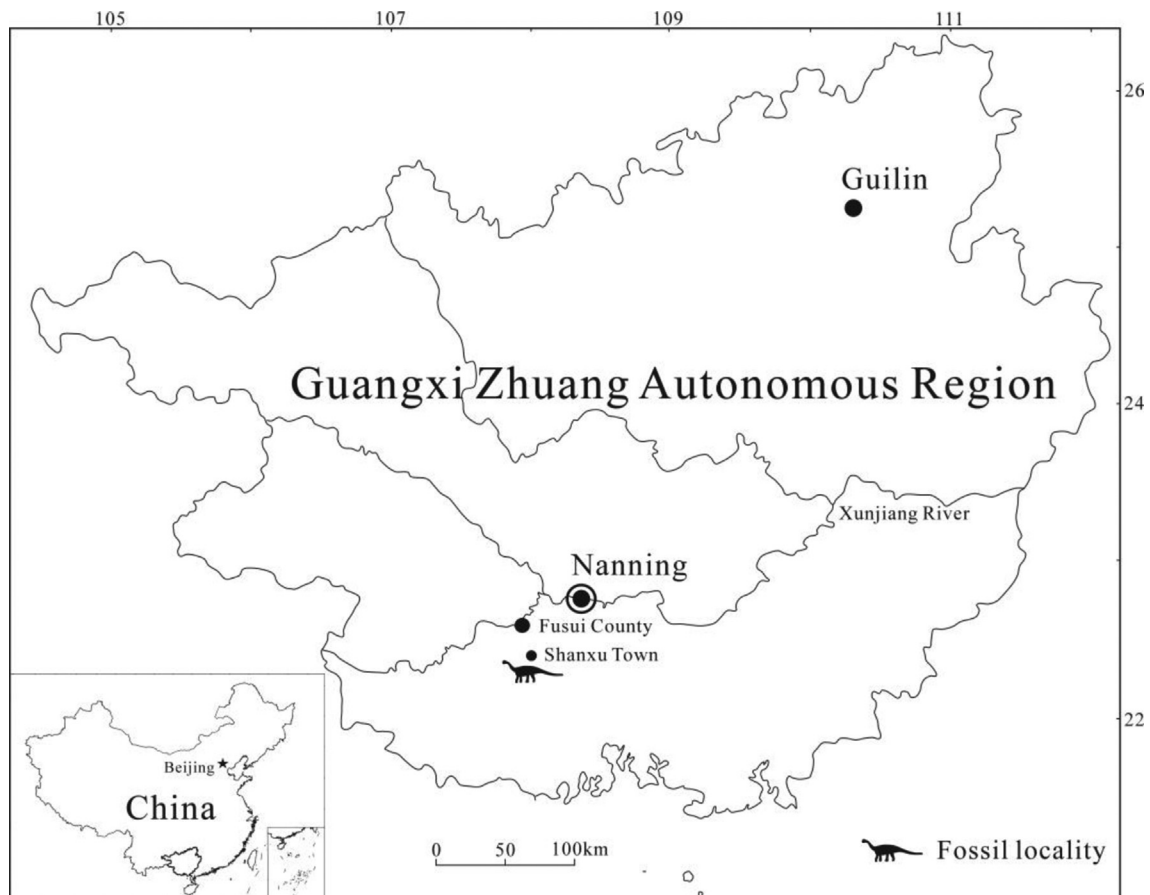 105 107 109 111
26
Guilin
Guangxi Zhuang Autonomous Region
24
Xunjiang River
Nanning
Fusui County
Shanxu Town
22
Beijing
China
0 50 100km
Fossil locality